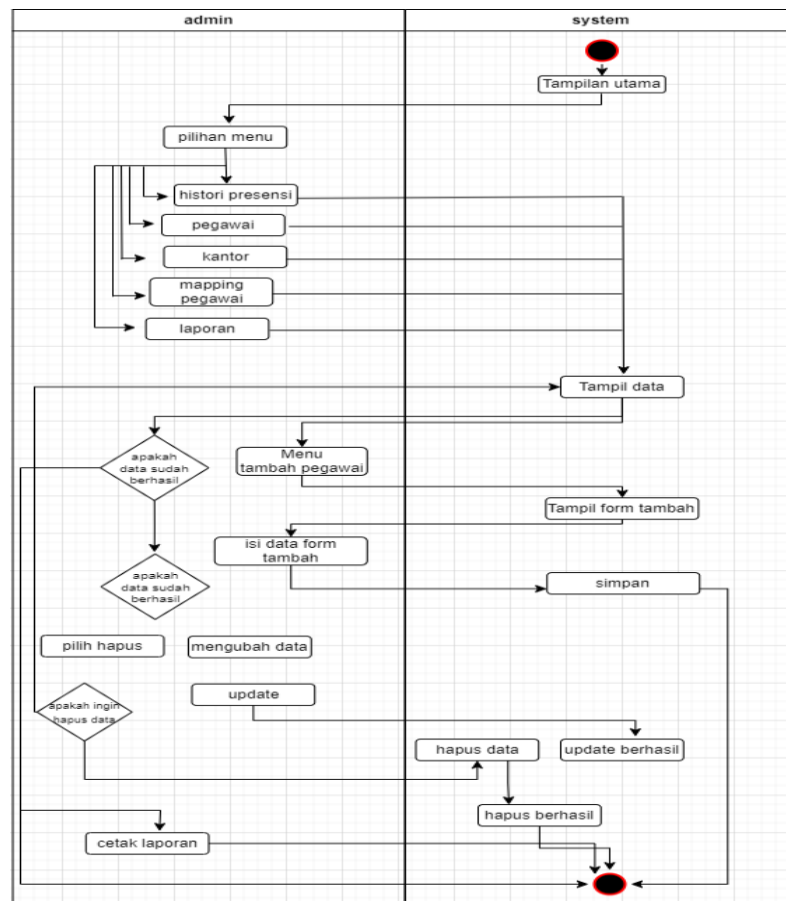 admin
system
Tampilan utama
pilihan menu
histori presensi
pegawai
kantor
mapping
pegawai
laporan
Tampil data
apakah
data sudah
berhasil
Menu
tambah pegawai
Tampil form tambah
isi data form
tambah
apakah
data sudah
berhasil
simpan
pilih hapus
mengubah data
apakah ingin
hapus data
update
hapus data
update berhasil
hapus berhasil
cetak laporan